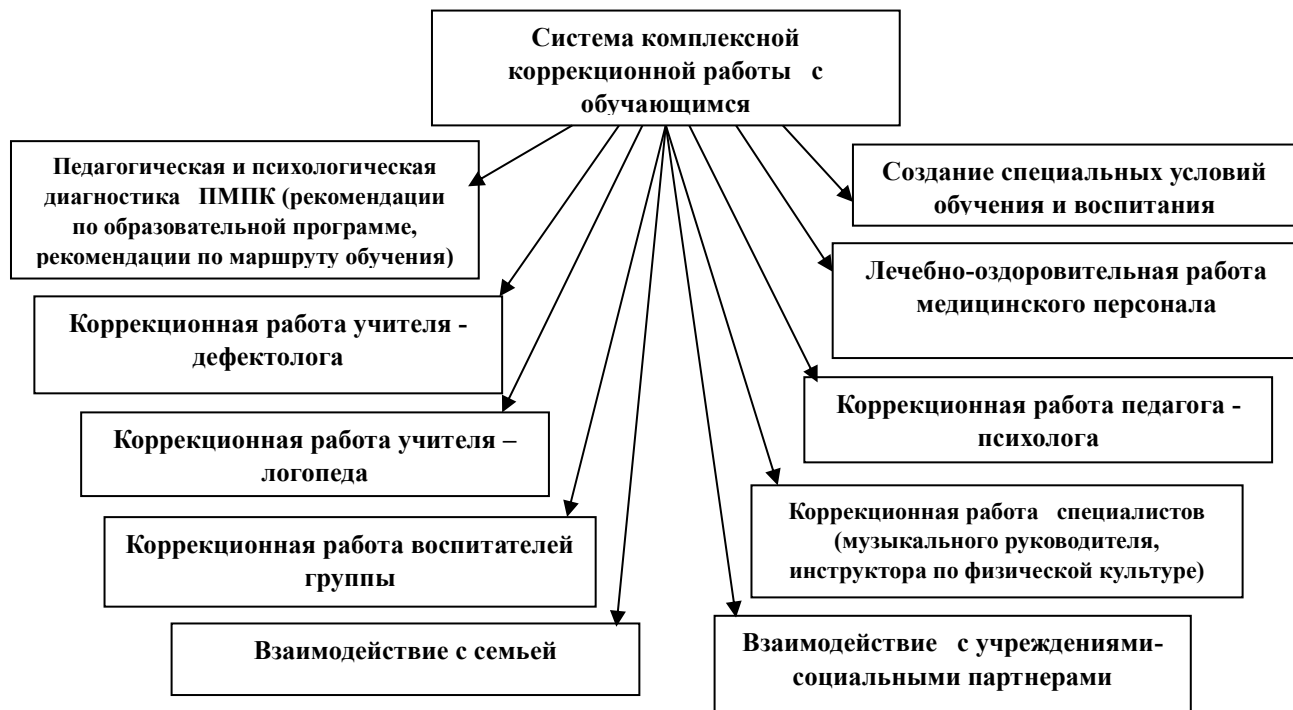 Система комплексной
коррекционной работы с
обучающимся
Педагогическая и психологическая
диагностика ПМПК (рекомендации
по образовательной программе,
рекомендации по маршруту обучения)
Коррекционная работа учителя -
дефектолога
Коррекционная работа учителя –
логопеда
Коррекционная работа воспитателей
группы
Взаимодействие с семьей
Создание специальных условий
обучения и воспитания
Лечебно-оздоровительная работа
медицинского персонала
Коррекционная работа педагога -
психолога
Коррекционная работа специалистов
(музыкального руководителя,
инструктора по физической культуре)
Взаимодействие с учреждениями-
социальными партнерами